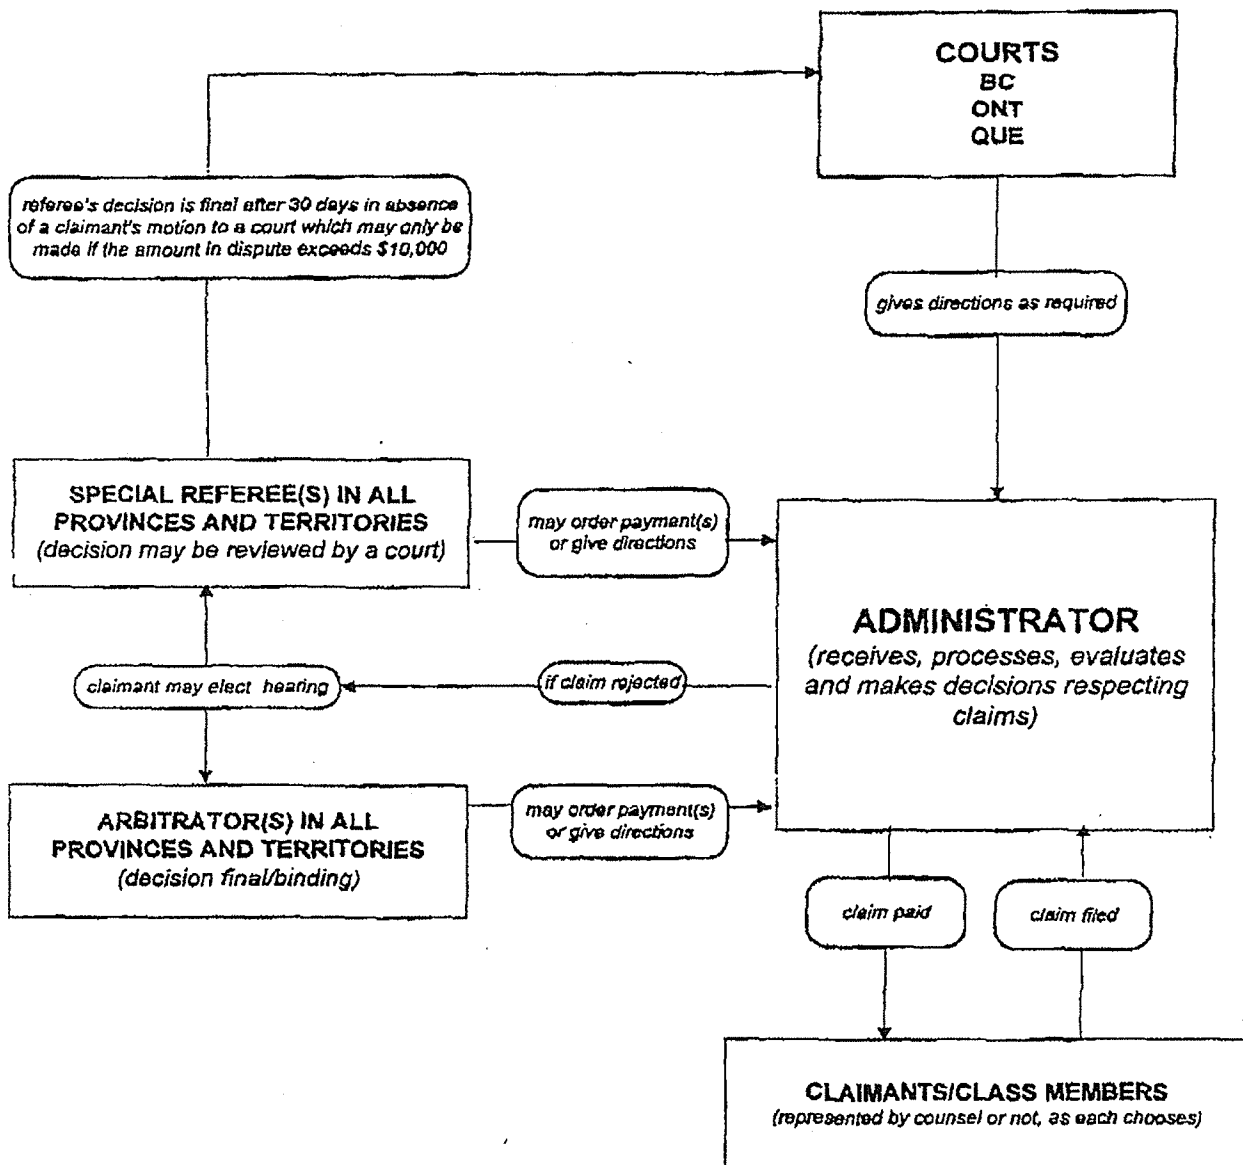 COURTS
BC
ONT
QUE
referee's decision is final after 30 days in absence
of a claimant's motion to a court which may only be
made if the amount in dispute exceeds $10,000
gives directions as required
SPECIAL REFEREE(S) IN ALL
PROVINCES AND TERRITORIES
(decision may be reviewed by a court)
may order payment(s)
or give directions
ADMINISTRATOR
(receives, processes, evaluates
and makes decisions respecting
claims)
claimant may elect hearing
if claim rejected
ARBITRATOR(S) IN ALL
PROVINCES AND TERRITORIES
(decision final/binding)
may order payment(s)
or give directions
claim paid
claim filed
CLAIMANTS/CLASS MEMBERS
(represented by counsel or not, as each chooses)